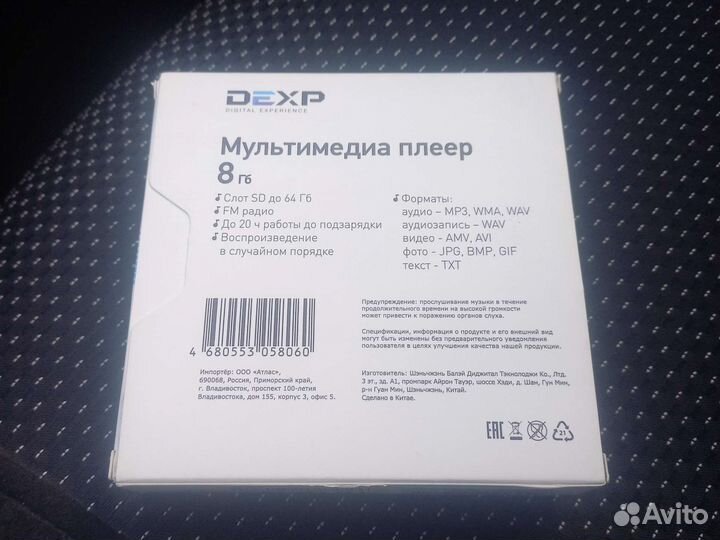 DEXP
DIGITAL EXPERIENCE
Мультимедиа плеер
8 Гб
Слот SD до 64 Гб
FM радио
До 20 ч работы до подзарядки
Воспроизведение
в случайном порядке
Форматы:
аудио – MP3, WMA, WAV
аудиозапись – WAV
видео - AMV, AVI
фото - JPG, BMP, GIF
текст - TXT
Предупреждение: прослушивание музыки в течение
продолжительного времени на высокой громкости
может привести к поражению органов слуха.
Спецификации, информация о продукте и его внешний вид
могут быть изменены без предварительного уведомления
пользователя в целях улучшения качества нашей продукции.
4 680553 058060
Импортёр: ООО «Атлас»,
690068, Россия, Приморский край,
г. Владивосток, проспект 100-летия
Владивостока, дом 155, корпус 3, офис 5.
Изготовитель: Шэньчжэнь Балэй Диджитал Тэкнолоджи Ко., Лтд.
3 эт., зд. А1, промпарк Айрон Тауэр, шоссе Хэди, д. Шан, Гун Мин,
р-н Гуан Мин, Шэньчжэнь, Китай.
Сделано в Китае.
EAC
21
Avito